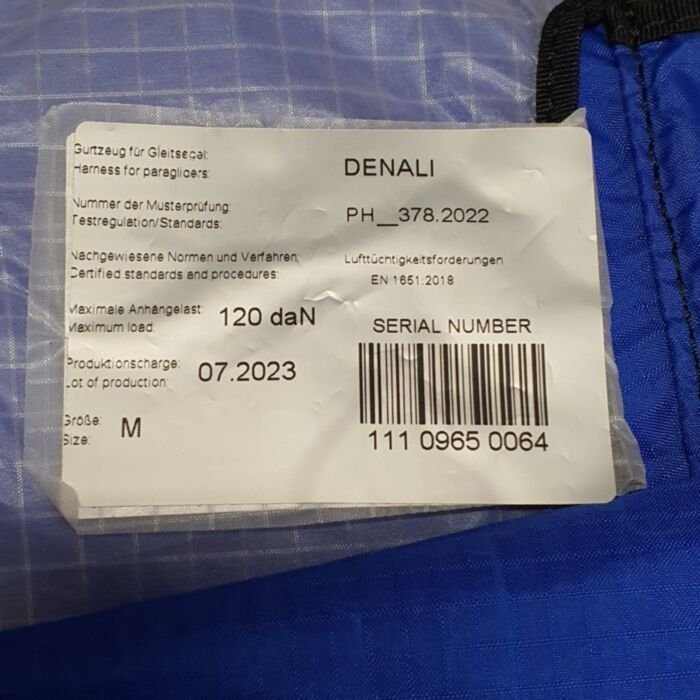 Gurtzeug für Gleitsegal:
Harness for paragliders:
DENALI
Nummer der Musterprüfung:
Testregulation/Standards:
PH__378.2022
Nachgewiesene Normen und Verfahren:
Certified standards and procedures:
Lufttüchtigkeitsforderungen
EN 1651:2018
Maximale Anhängelast:
Maximum load:
120 daN
SERIAL NUMBER
Produktionscharge:
Lot of production:
07.2023
Größe:
Size:
M
111 0965 0064